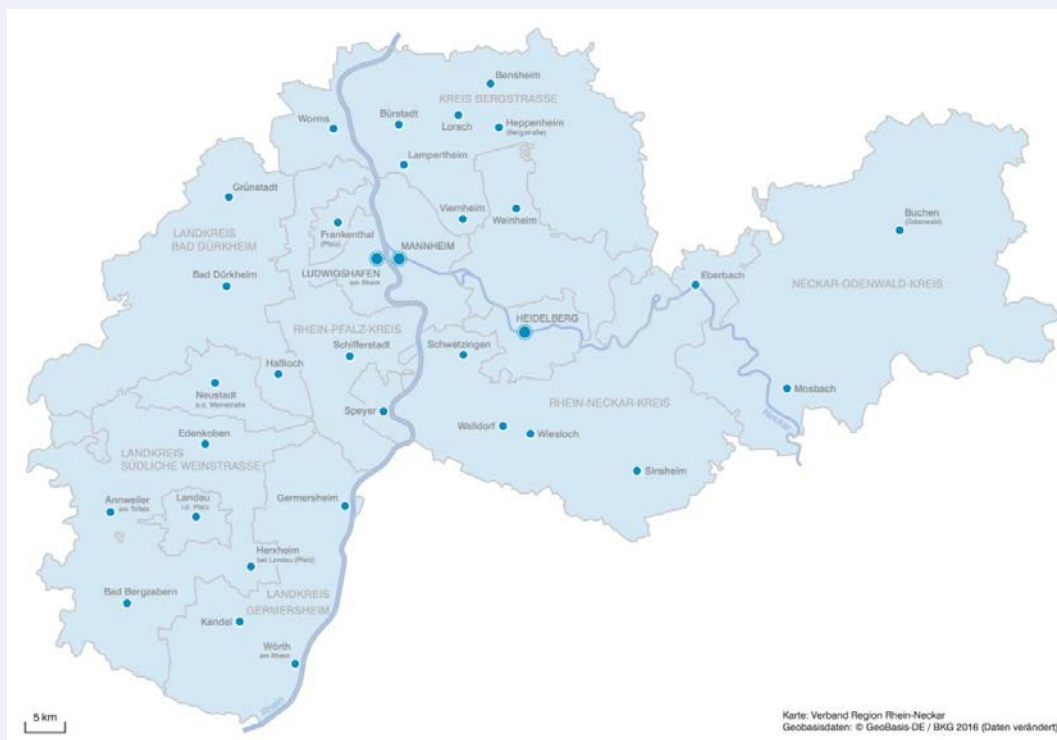 Bensheim
KREIS BERGSTRASSE
Worms
Bürstadt
Lorsch
Heppenheim
(Bergstraße)
Lampertheim
Grünstadt
Viernheim
Weinheim
Buchen
(Odenwald)
LANDKREIS
BAD DÜRKHEIM
Frankenthal
(Pfalz)
MANNHEIM
LUDWIGSHAFEN
am Rhein
Bad Dürkheim
Eberbach
NECKAR-ODENWALD-KREIS
HEIDELBERG
RHEIN-PFALZ-KREIS
Schifferstadt
Schwetzingen
Haßloch
Neustadt
a.d. Weinstraße
Mosbach
RHEIN-NECKAR-KREIS
Speyer
Neckar
Walldorf
Wiesloch
Edenkoben
LANDKREIS
SÜDLICHE WEINSTRASSE
Sinsheim
Annweiler
am Trifels
Landau
i.d. Pfalz
Germersheim
Herxheim
bei Landau (Pfalz)
Bad Bergzabern
LANDKREIS
GERMERSHEIM
Kandel
Wörth
am Rhein
Rhein
5 km
Karte: Verband Region Rhein-Neckar
Geobasisdaten: © GeoBasis-DE / BKG 2016 (Daten verändert)